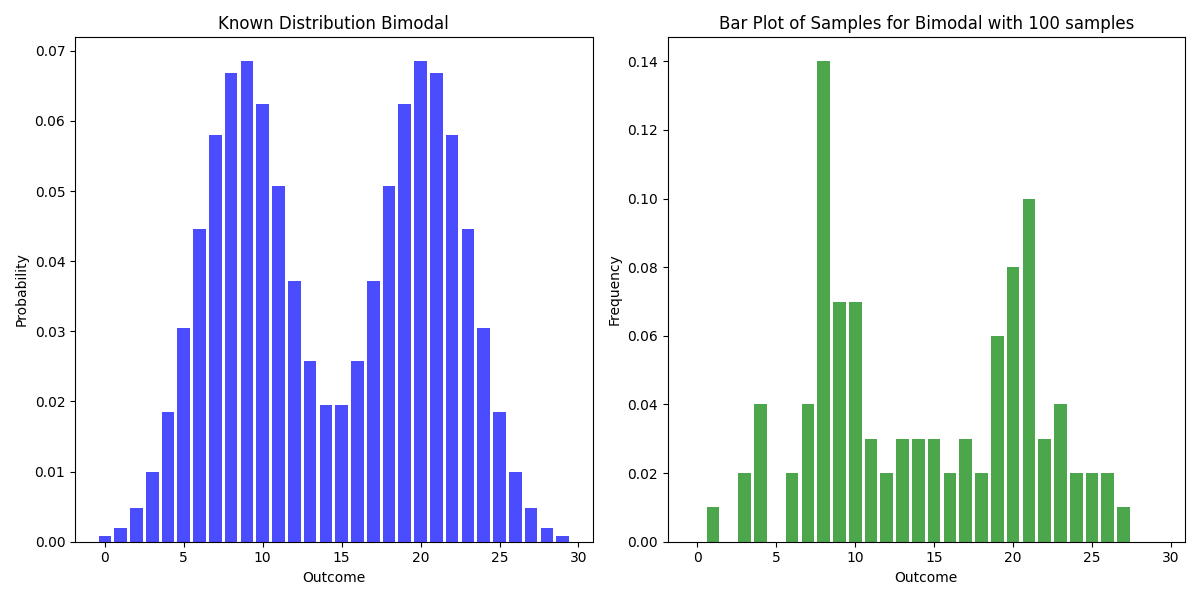 Known Distribution Bimodal
0.07
0.06
0.05
0.04
0.03
0.02
0.01
0.00
Probability
0 5 10 15 20 25 30
Outcome
Bar Plot of Samples for Bimodal with 100 samples
0.14
0.12
0.10
0.08
0.06
0.04
0.02
0.00
Frequency
0 5 10 15 20 25 30
Outcome